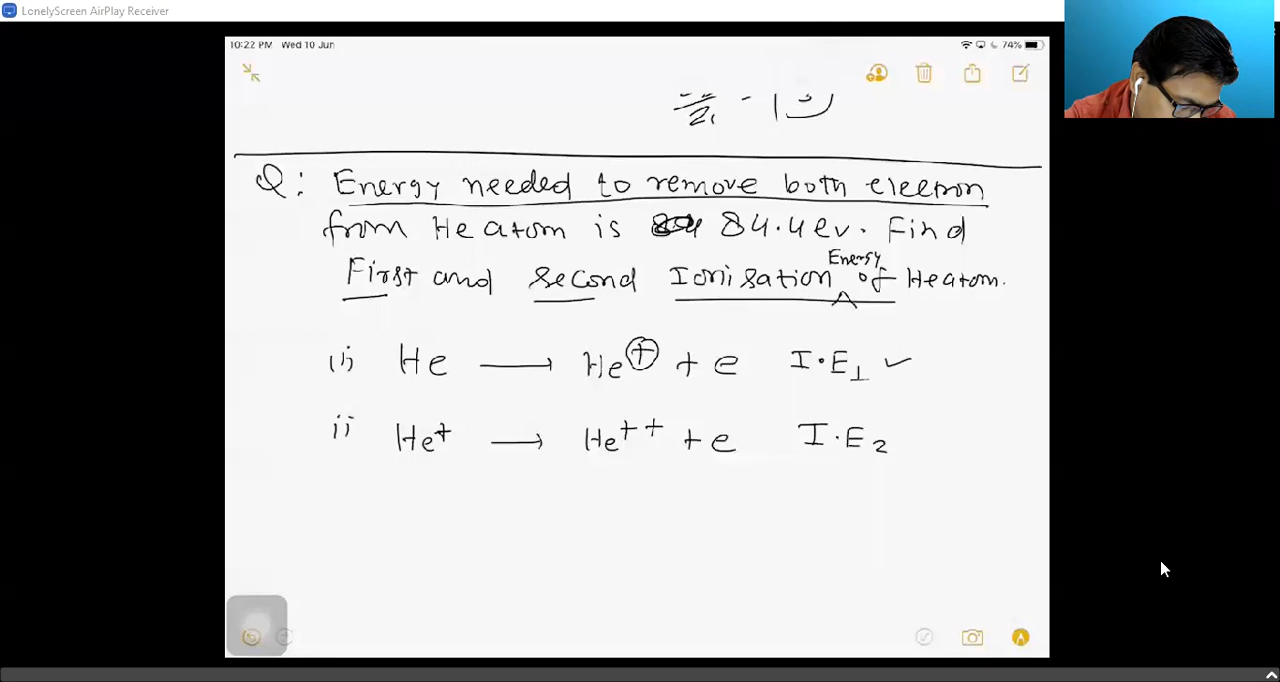 LonelyScreen AirPlay Receiver
10:22 PM Wed 10 Jun
74%
Q: Energy needed to remove both electron
from He atom is 84.4 ev. Find
First and second Ionisation Energy of He atom.
(i) He → He⊕ + e I.E₁ ✓
ii He⁺ → He⁺⁺ + e I.E₂